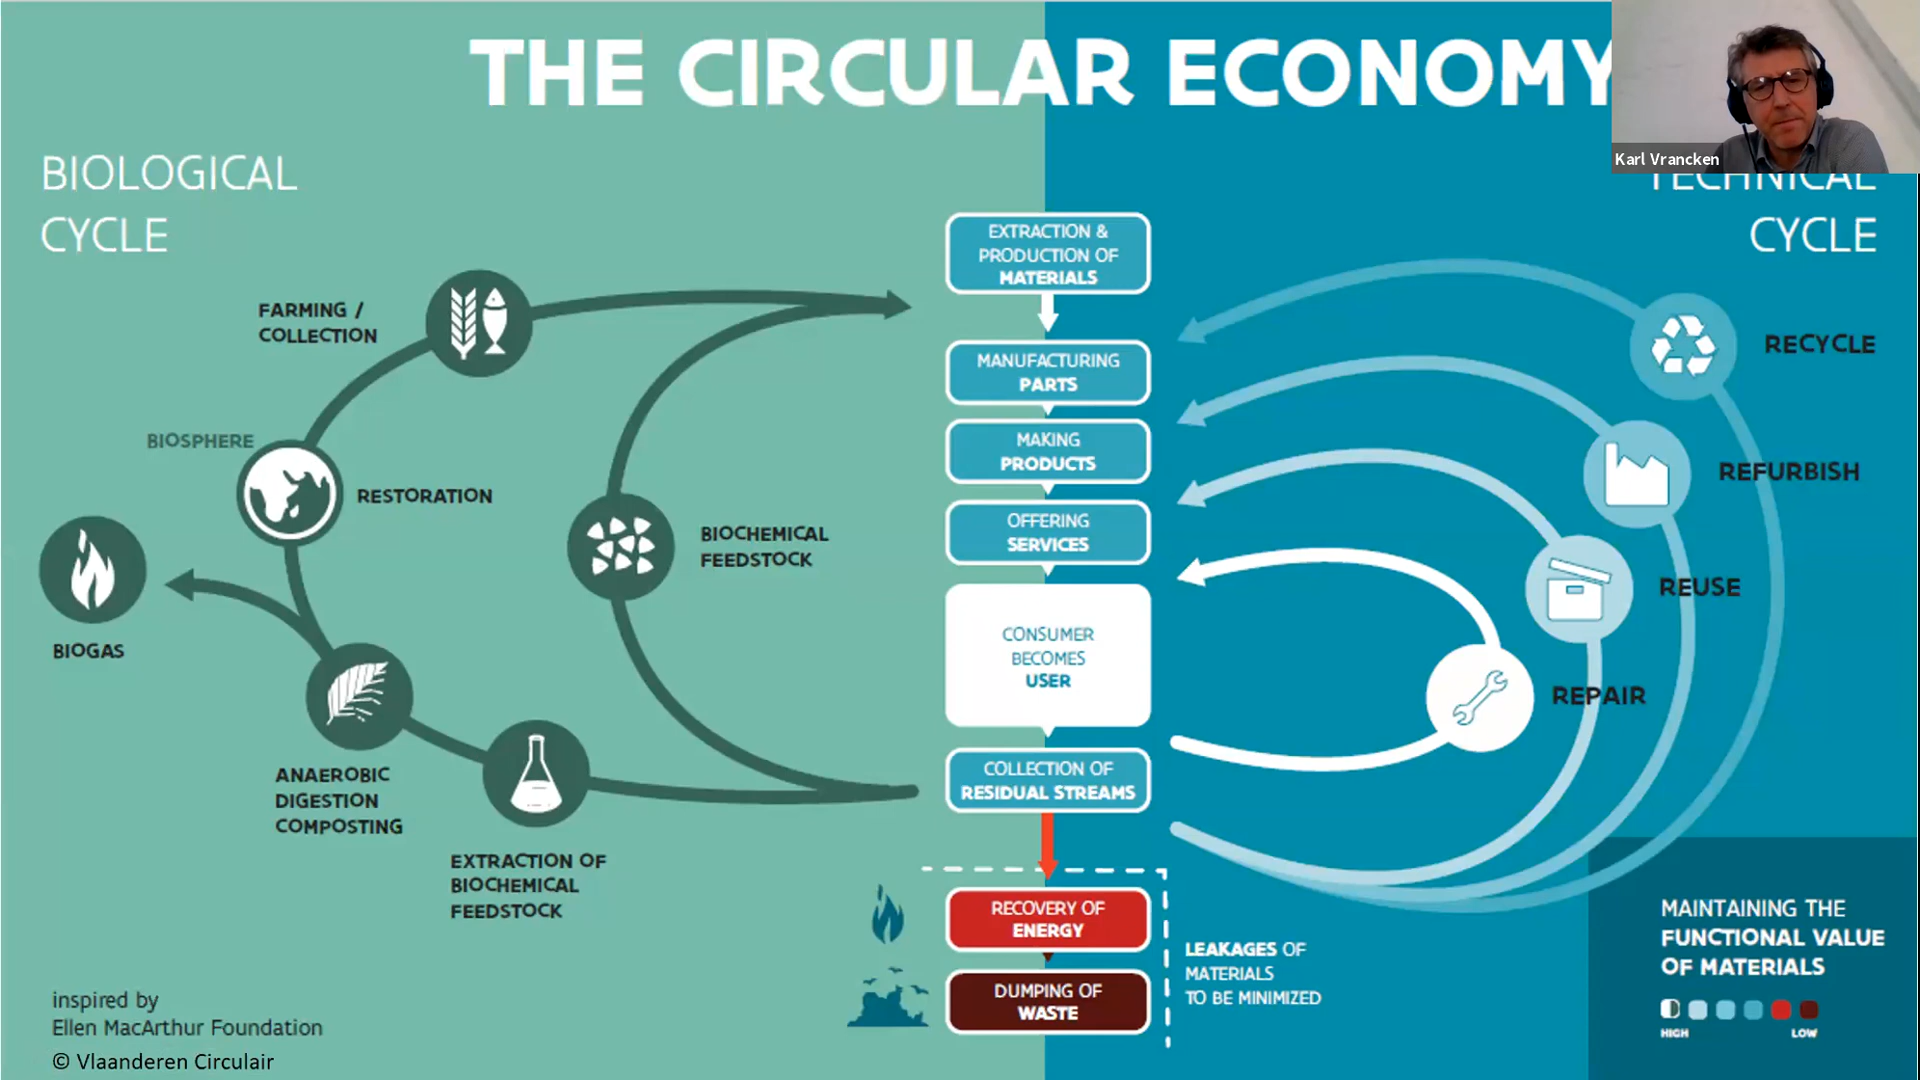 THE CIRCULAR ECONOMY
Karl Vrancken
BIOLOGICAL
CYCLE
TECHNICAL
CYCLE
EXTRACTION &
PRODUCTION OF
MATERIALS
MANUFACTURING
PARTS
MAKING
PRODUCTS
OFFERING
SERVICES
CONSUMER
BECOMES
USER
COLLECTION OF
RESIDUAL STREAMS
RECOVERY OF
ENERGY
DUMPING OF
WASTE
FARMING /
COLLECTION
BIOSPHERE
RESTORATION
BIOCHEMICAL
FEEDSTOCK
BIOGAS
ANAEROBIC
DIGESTION
COMPOSTING
EXTRACTION OF
BIOCHEMICAL
FEEDSTOCK
RECYCLE
REFURBISH
REUSE
REPAIR
LEAKAGES OF
MATERIALS
TO BE MINIMIZED
MAINTAINING THE
FUNCTIONAL VALUE
OF MATERIALS
HIGH
LOW
inspired by
Ellen MacArthur Foundation
© Vlaanderen Circulair